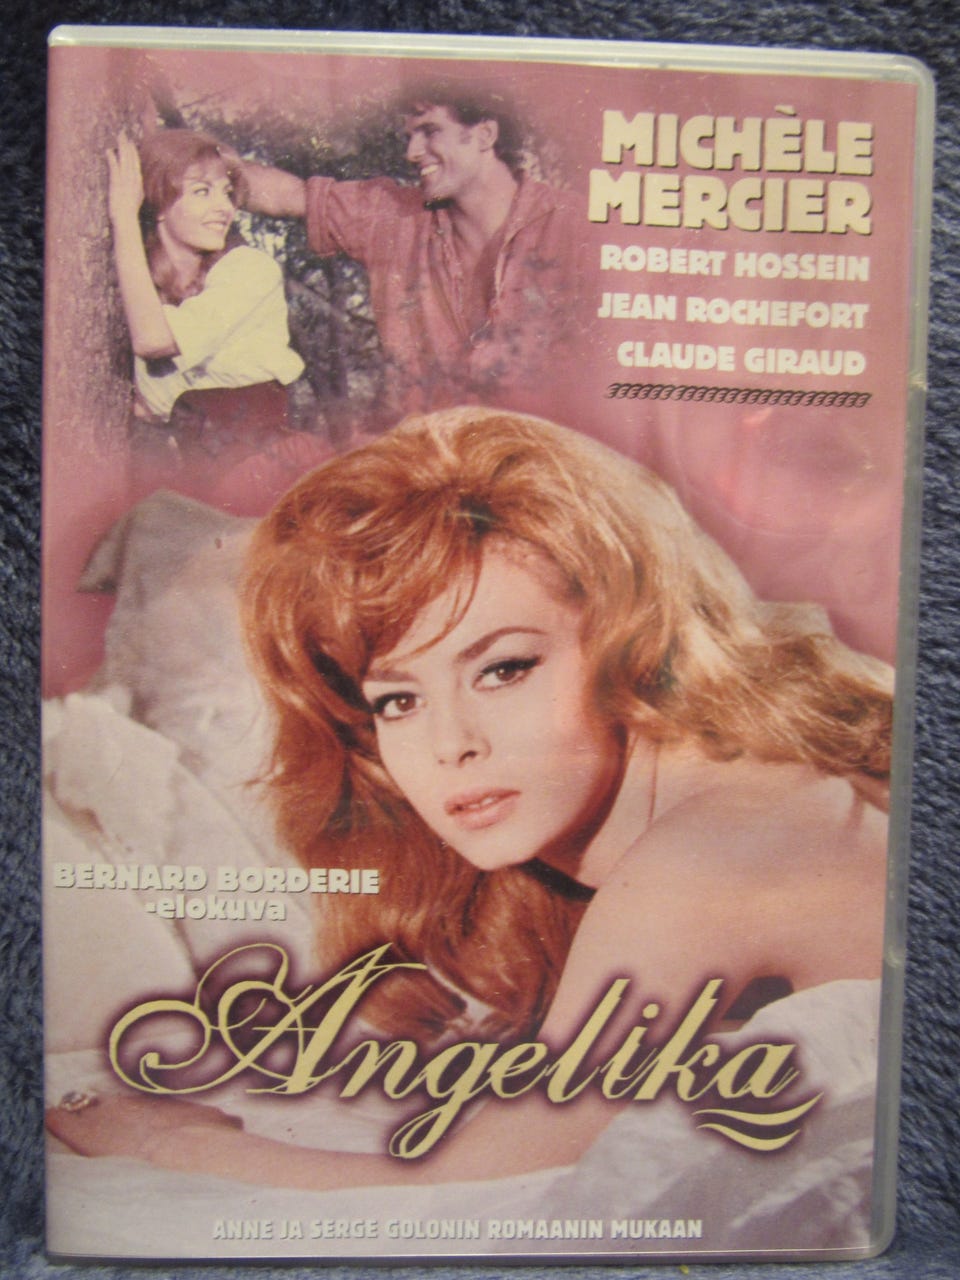 MICHÈLE
MERCIER
ROBERT HOSSEIN
JEAN ROCHEFORT
CLAUDE GIRAUD
BERNARD BORDERIE
-elokuva
Angelika
ANNE JA SERGE GOLONIN ROMAANIN MUKAAN